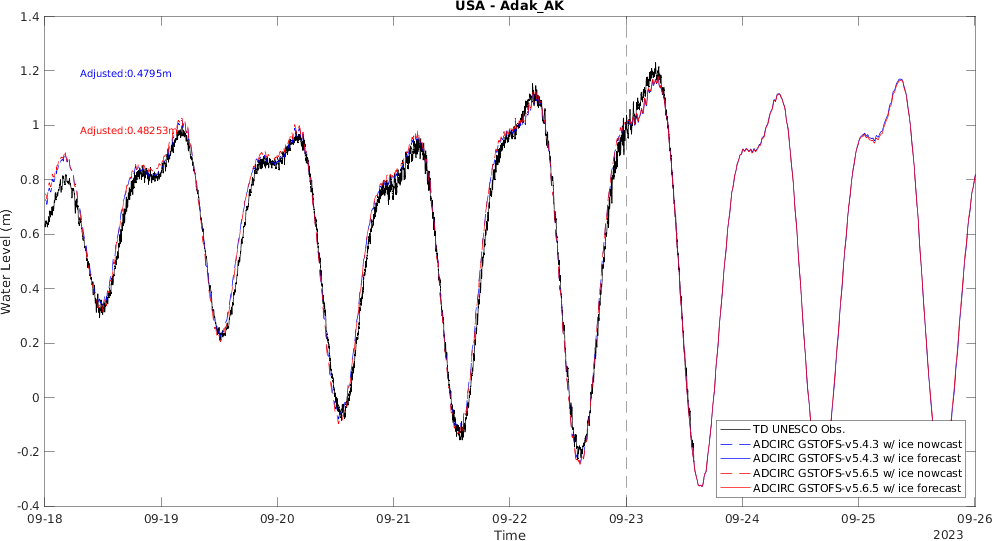 USA - Adak_AK
1.4
1.2
1
0.8
0.6
0.4
0.2
0
-0.2
-0.4
Water Level (m)
Adjusted:0.4795m
Adjusted:0.48253m
TD UNESCO Obs.
ADCIRC GSTOFS-v5.4.3 w/ ice nowcast
ADCIRC GSTOFS-v5.4.3 w/ ice forecast
ADCIRC GSTOFS-v5.6.5 w/ ice nowcast
ADCIRC GSTOFS-v5.6.5 w/ ice forecast
09-18 09-19 09-20 09-21 09-22 09-23 09-24 09-25 09-26
Time
2023